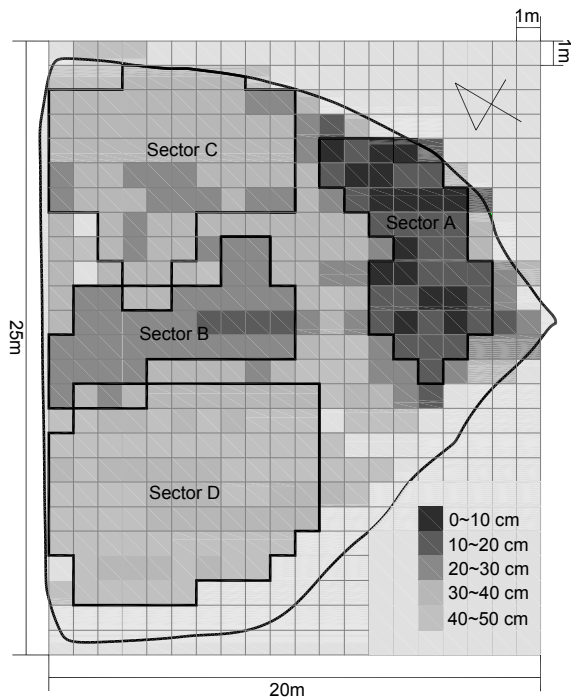 1m
1m
Sector C
Sector A
Sector B
25m
Sector D
0~10 cm
10~20 cm
20~30 cm
30~40 cm
40~50 cm
20m